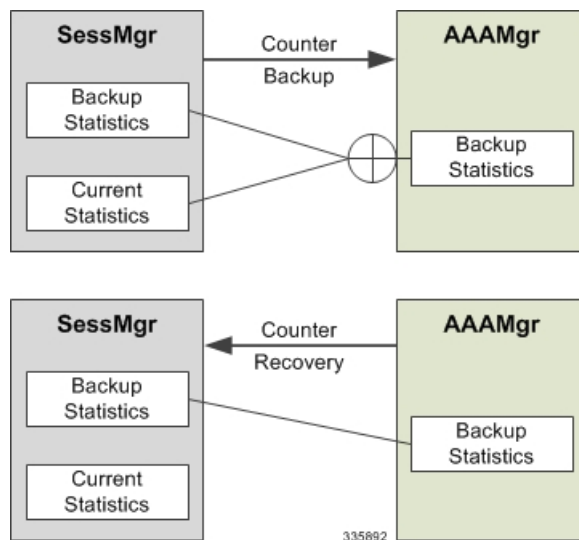 SessMgr
Counter
AAAMgr
Backup
Backup
Statistics
Backup
Statistics
Current
Statistics
SessMgr
Counter
AAAMgr
Recovery
Backup
Statistics
Backup
Statistics
Current
Statistics
335892